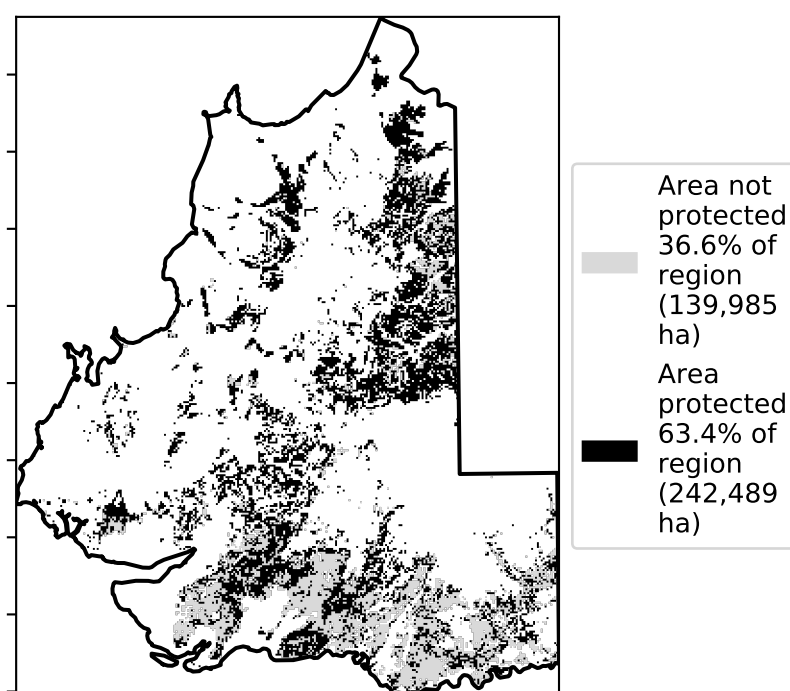 Area not
protected
36.6% of
region
(139,985
ha)
Area
protected
63.4% of
region
(242,489
ha)